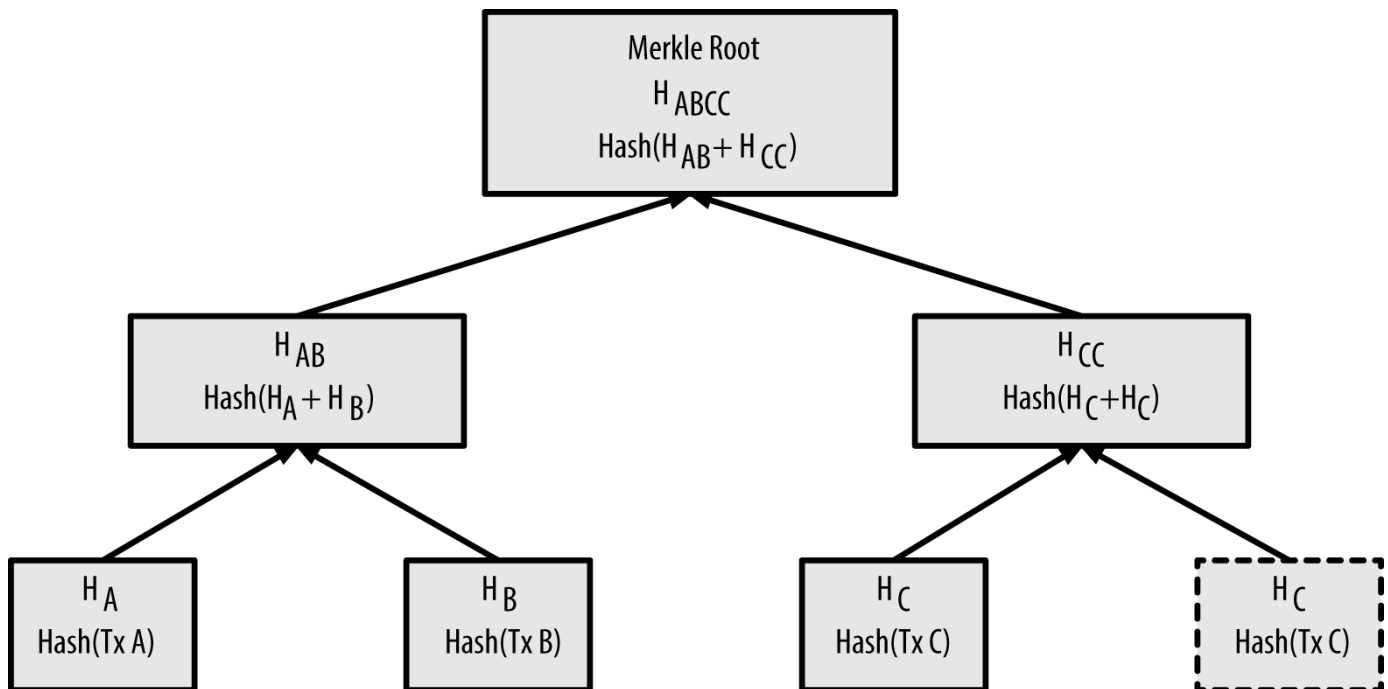 Merkle Root
H ABCC
Hash(H AB + H CC)
H AB
Hash(H A + H B)
H CC
Hash(H C+H C)
H A
Hash(Tx A)
H B
Hash(Tx B)
H C
Hash(Tx C)
H C
Hash(Tx C)